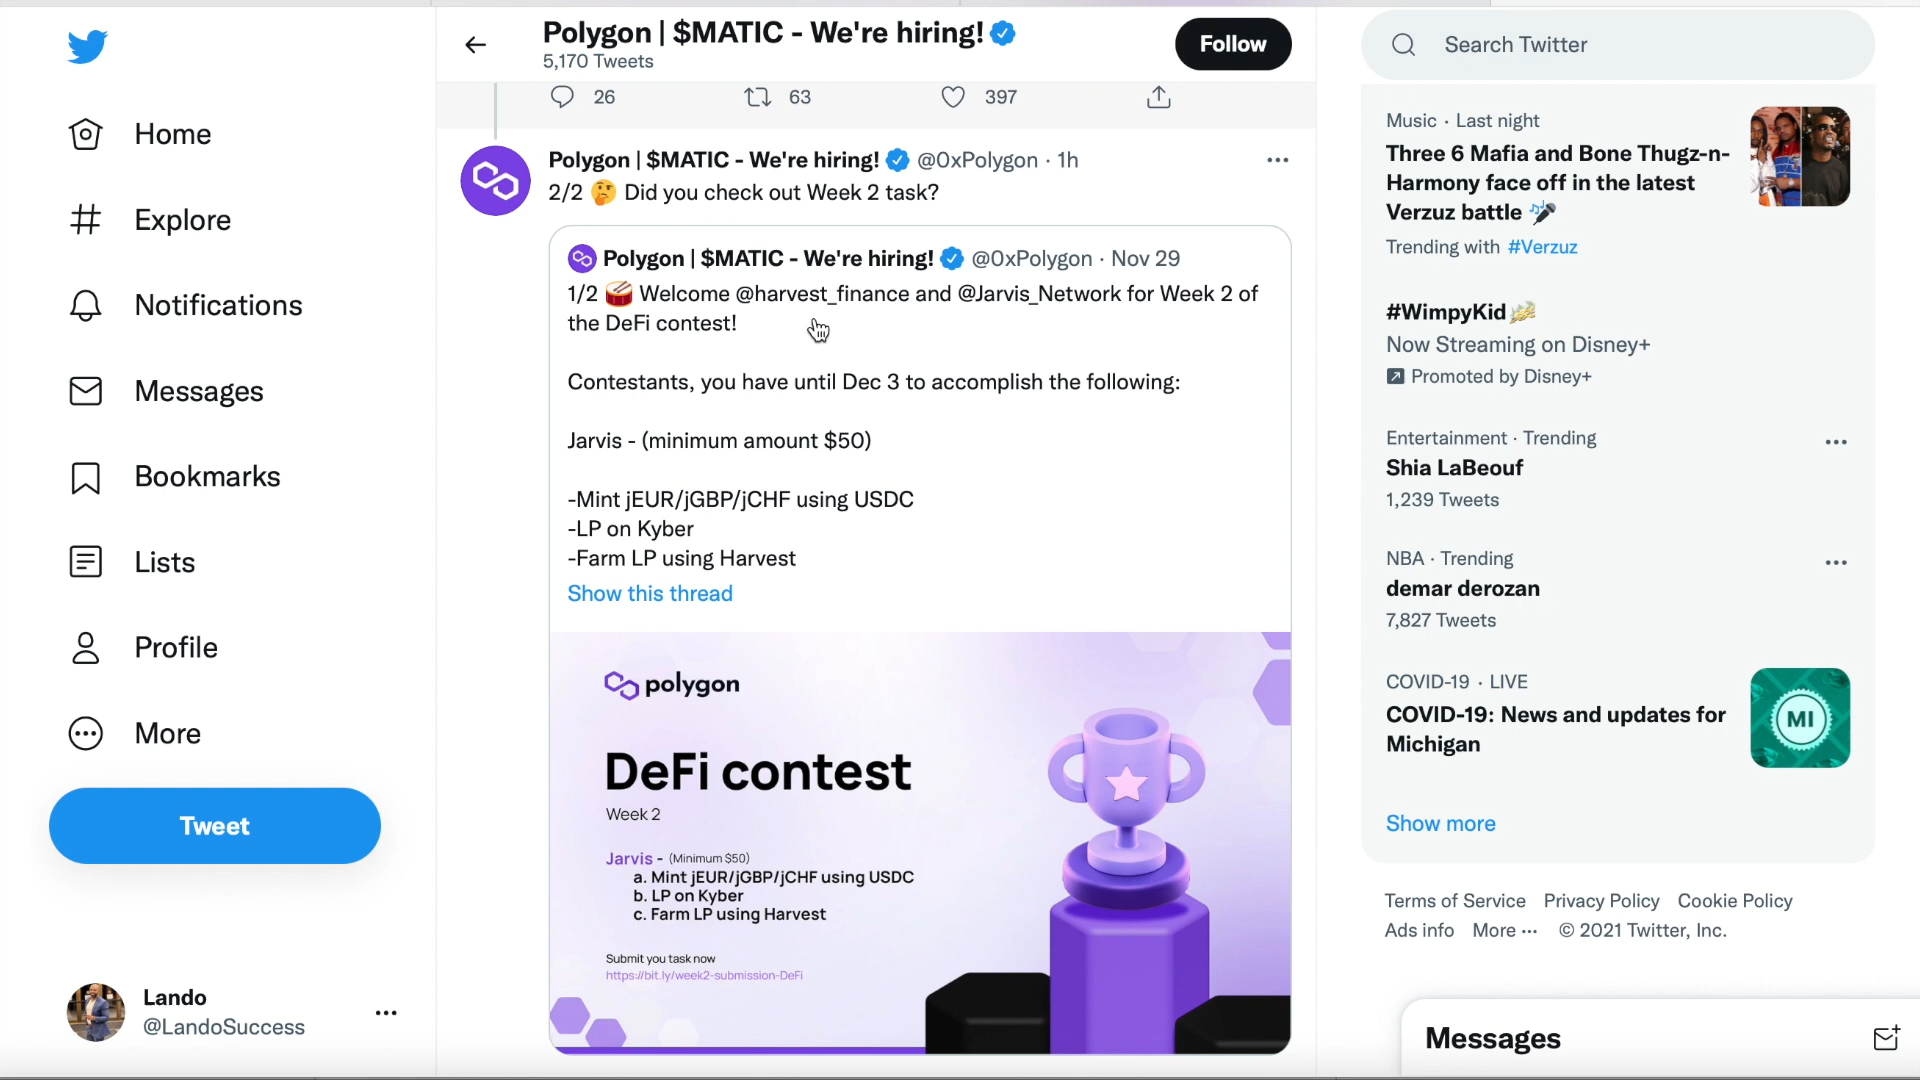 Home
Explore
Notifications
Messages
Bookmarks
Lists
Profile
More
Tweet
Lando
@LandoSuccess
Polygon | $MATIC - We're hiring!
5,170 Tweets
Follow
26 63 397
Polygon | $MATIC - We're hiring! @0xPolygon · 1h
2/2 🤔 Did you check out Week 2 task?
Polygon | $MATIC - We're hiring! @0xPolygon · Nov 29
1/2 🥁 Welcome @harvest_finance and @Jarvis_Network for Week 2 of
the DeFi contest!
Contestants, you have until Dec 3 to accomplish the following:
Jarvis - (minimum amount $50)
-Mint jEUR/jGBP/jCHF using USDC
-LP on Kyber
-Farm LP using Harvest
Show this thread
polygon
DeFi contest
Week 2
Jarvis - (Minimum $50)
a. Mint jEUR/jGBP/jCHF using USDC
b. LP on Kyber
c. Farm LP using Harvest
Submit you task now
https://bit.ly/week2-submission-DeFi
Search Twitter
Music · Last night
Three 6 Mafia and Bone Thugz-n-
Harmony face off in the latest
Verzuz battle 🎤
Trending with #Verzuz
#WimpyKid
Now Streaming on Disney+
Promoted by Disney+
Entertainment · Trending
Shia LaBeouf
1,239 Tweets
NBA · Trending
demar derozan
7,827 Tweets
COVID-19 · LIVE
COVID-19: News and updates for
Michigan
MI
Show more
Terms of Service Privacy Policy Cookie Policy
Ads info More ··· © 2021 Twitter, Inc.
Messages